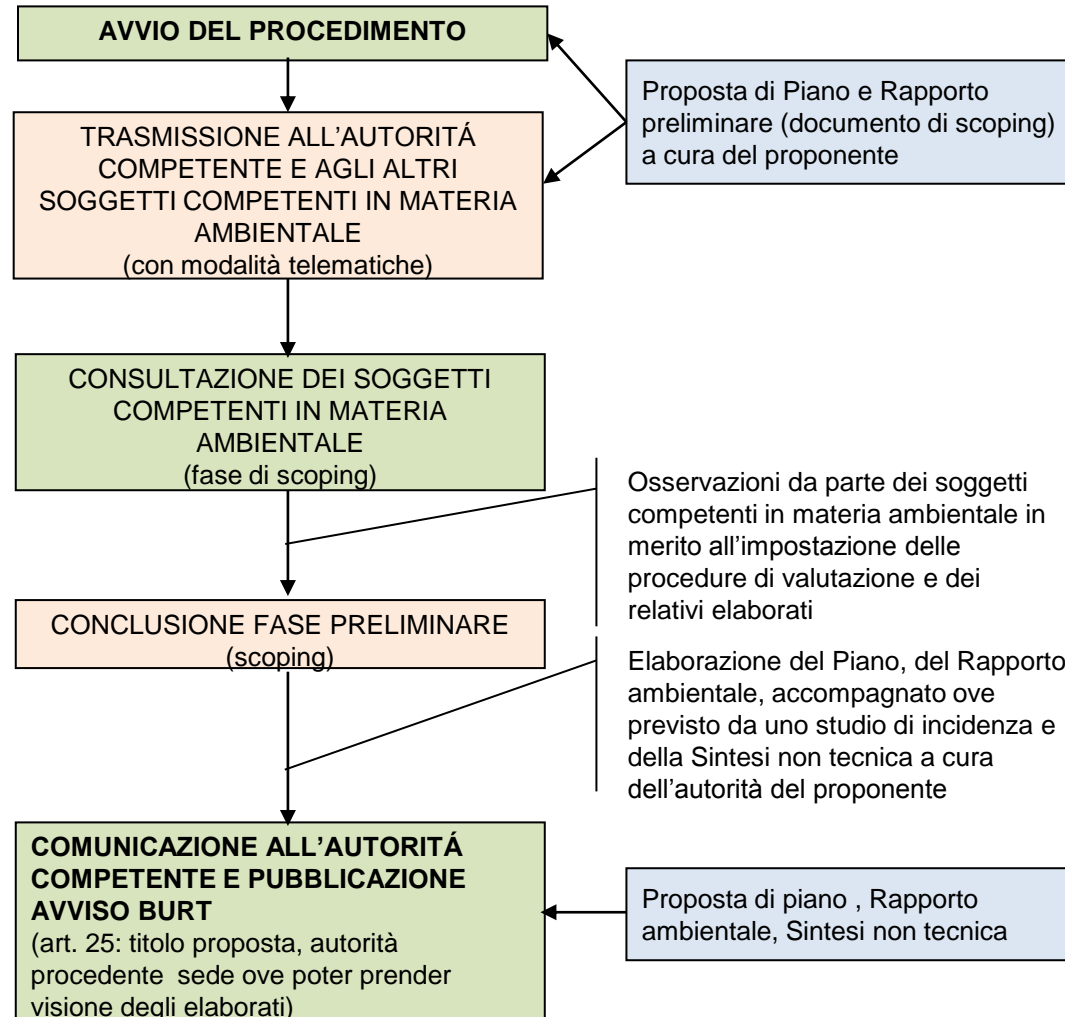 AVVIO DEL PROCEDIMENTO
Proposta di Piano e Rapporto
preliminare (documento di scoping)
a cura del proponente
TRASMISSIONE ALL’AUTORITÁ
COMPETENTE E AGLI ALTRI
SOGGETTI COMPETENTI IN MATERIA
AMBIENTALE
(con modalità telematiche)
CONSULTAZIONE DEI SOGGETTI
COMPETENTI IN MATERIA
AMBIENTALE
(fase di scoping)
Osservazioni da parte dei soggetti
competenti in materia ambientale in
merito all’impostazione delle
procedure di valutazione e dei
relativi elaborati
CONCLUSIONE FASE PRELIMINARE
(scoping)
Elaborazione del Piano, del Rapporto
ambientale, accompagnato ove
previsto da uno studio di incidenza e
della Sintesi non tecnica a cura
dell’autorità del proponente
COMUNICAZIONE ALL’AUTORITÁ
COMPETENTE E PUBBLICAZIONE
AVVISO BURT
(art. 25: titolo proposta, autorità
procedente sede ove poter prender
visione degli elaborati)
Proposta di piano , Rapporto
ambientale, Sintesi non tecnica